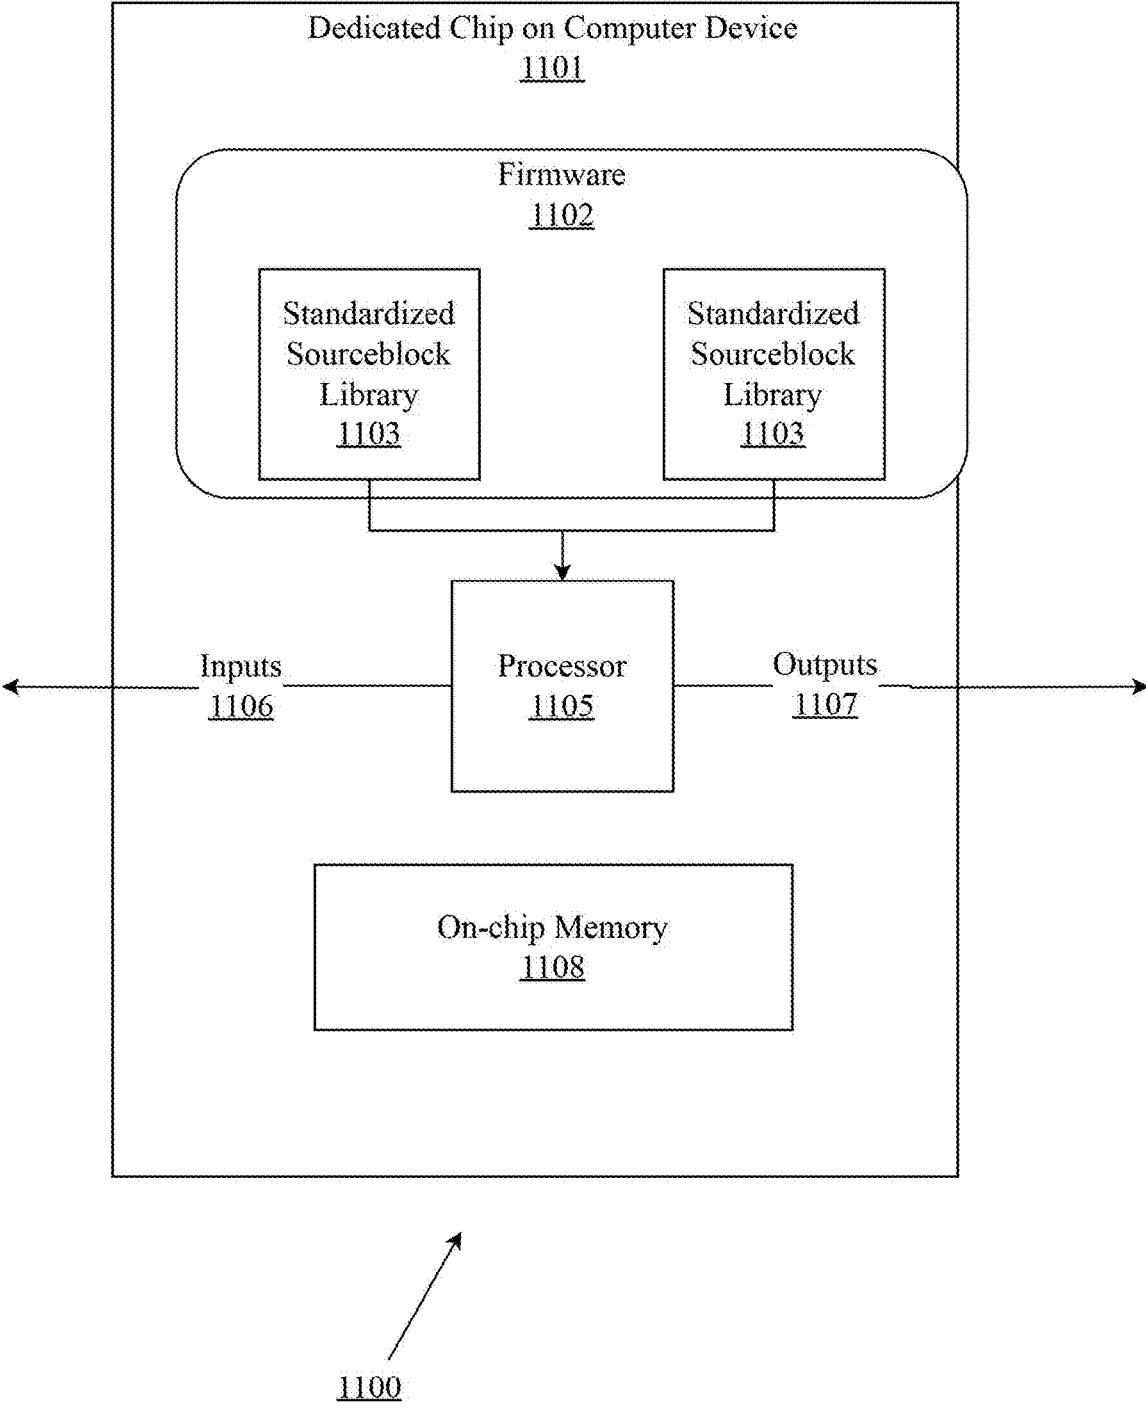 Dedicated Chip on Computer Device
1101
Firmware
1102
Standardized
Sourceblock
Library
1103
Standardized
Sourceblock
Library
1103
Inputs
1106
Processor
1105
Outputs
1107
On-chip Memory
1108
1100